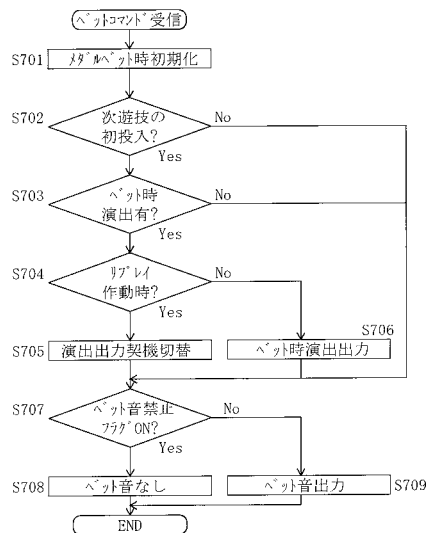 ベットコマンド受信
S701
メダルベット時初期化
S702
次遊技の
初投入?
No
Yes
S703
ベット時
演出有?
No
Yes
S704
リプレイ
作動時?
No
Yes
S705
演出出力契機切替
S706
ベット時演出出力
S707
ベット音禁止
フラグON?
No
Yes
S708
ベット音なし
ベット音出力
S709
END